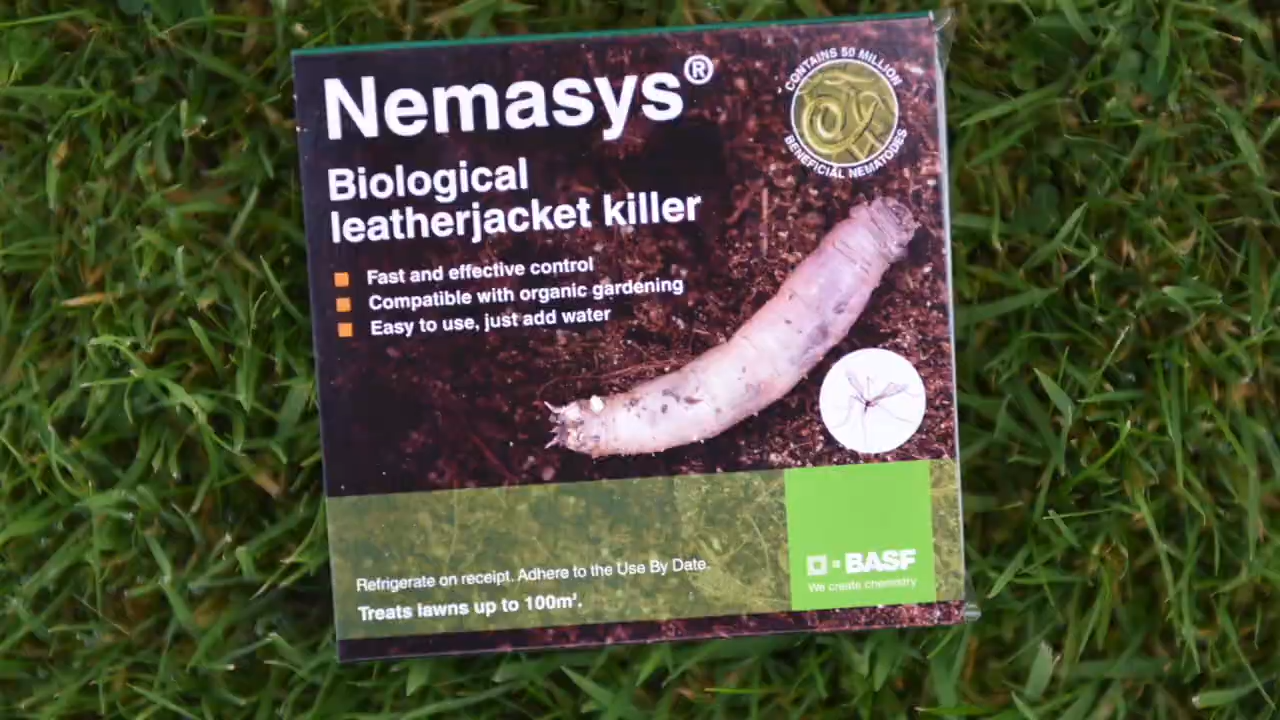 Nemasys®
CONTAINS 50 MILLION
BENEFICIAL NEMATODES
Biological
leatherjacket killer
Fast and effective control
Compatible with organic gardening
Easy to use, just add water
Refrigerate on receipt. Adhere to the Use By Date.
Treats lawns up to 100m².
BASF
We create chemistry